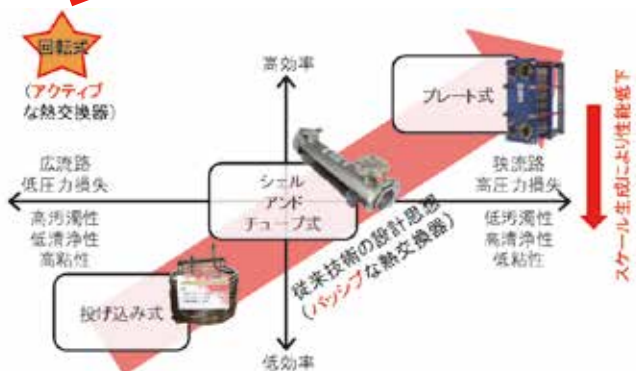 回転式
(アクティブ
な熱交換器)
高効率
プレート式
スケール生成により性能低下
広流路
低圧力損失
シェル
アンド
チューブ式
狭流路
高圧力損失
高汚濁性
低清浄性
高粘性
低汚濁性
高清浄性
低粘性
従来技術の設計思想
(パッシブな熱交換器)
投げ込み式
低効率